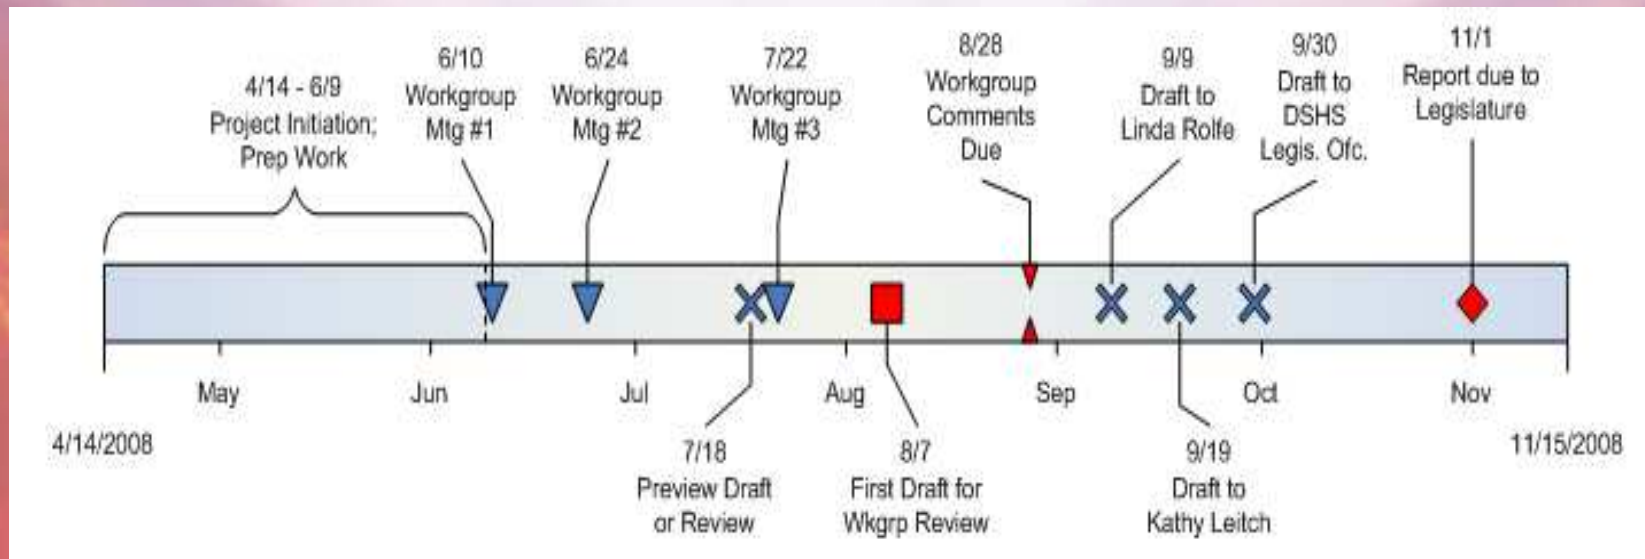 4/14 - 6/9
Project Initiation;
Prep Work
6/10
Workgroup
Mtg #1
6/24
Workgroup
Mtg #2
7/22
Workgroup
Mtg #3
8/28
Workgroup
Comments
Due
9/9
Draft to
Linda Rolfe
9/30
Draft to
DSHS
Legis. Ofc.
11/1
Report due to
Legislature
May
Jun
Jul
Aug
Sep
Oct
Nov
4/14/2008
11/15/2008
7/18
Preview Draft
or Review
8/7
First Draft for
Wkgrp Review
9/19
Draft to
Kathy Leitch